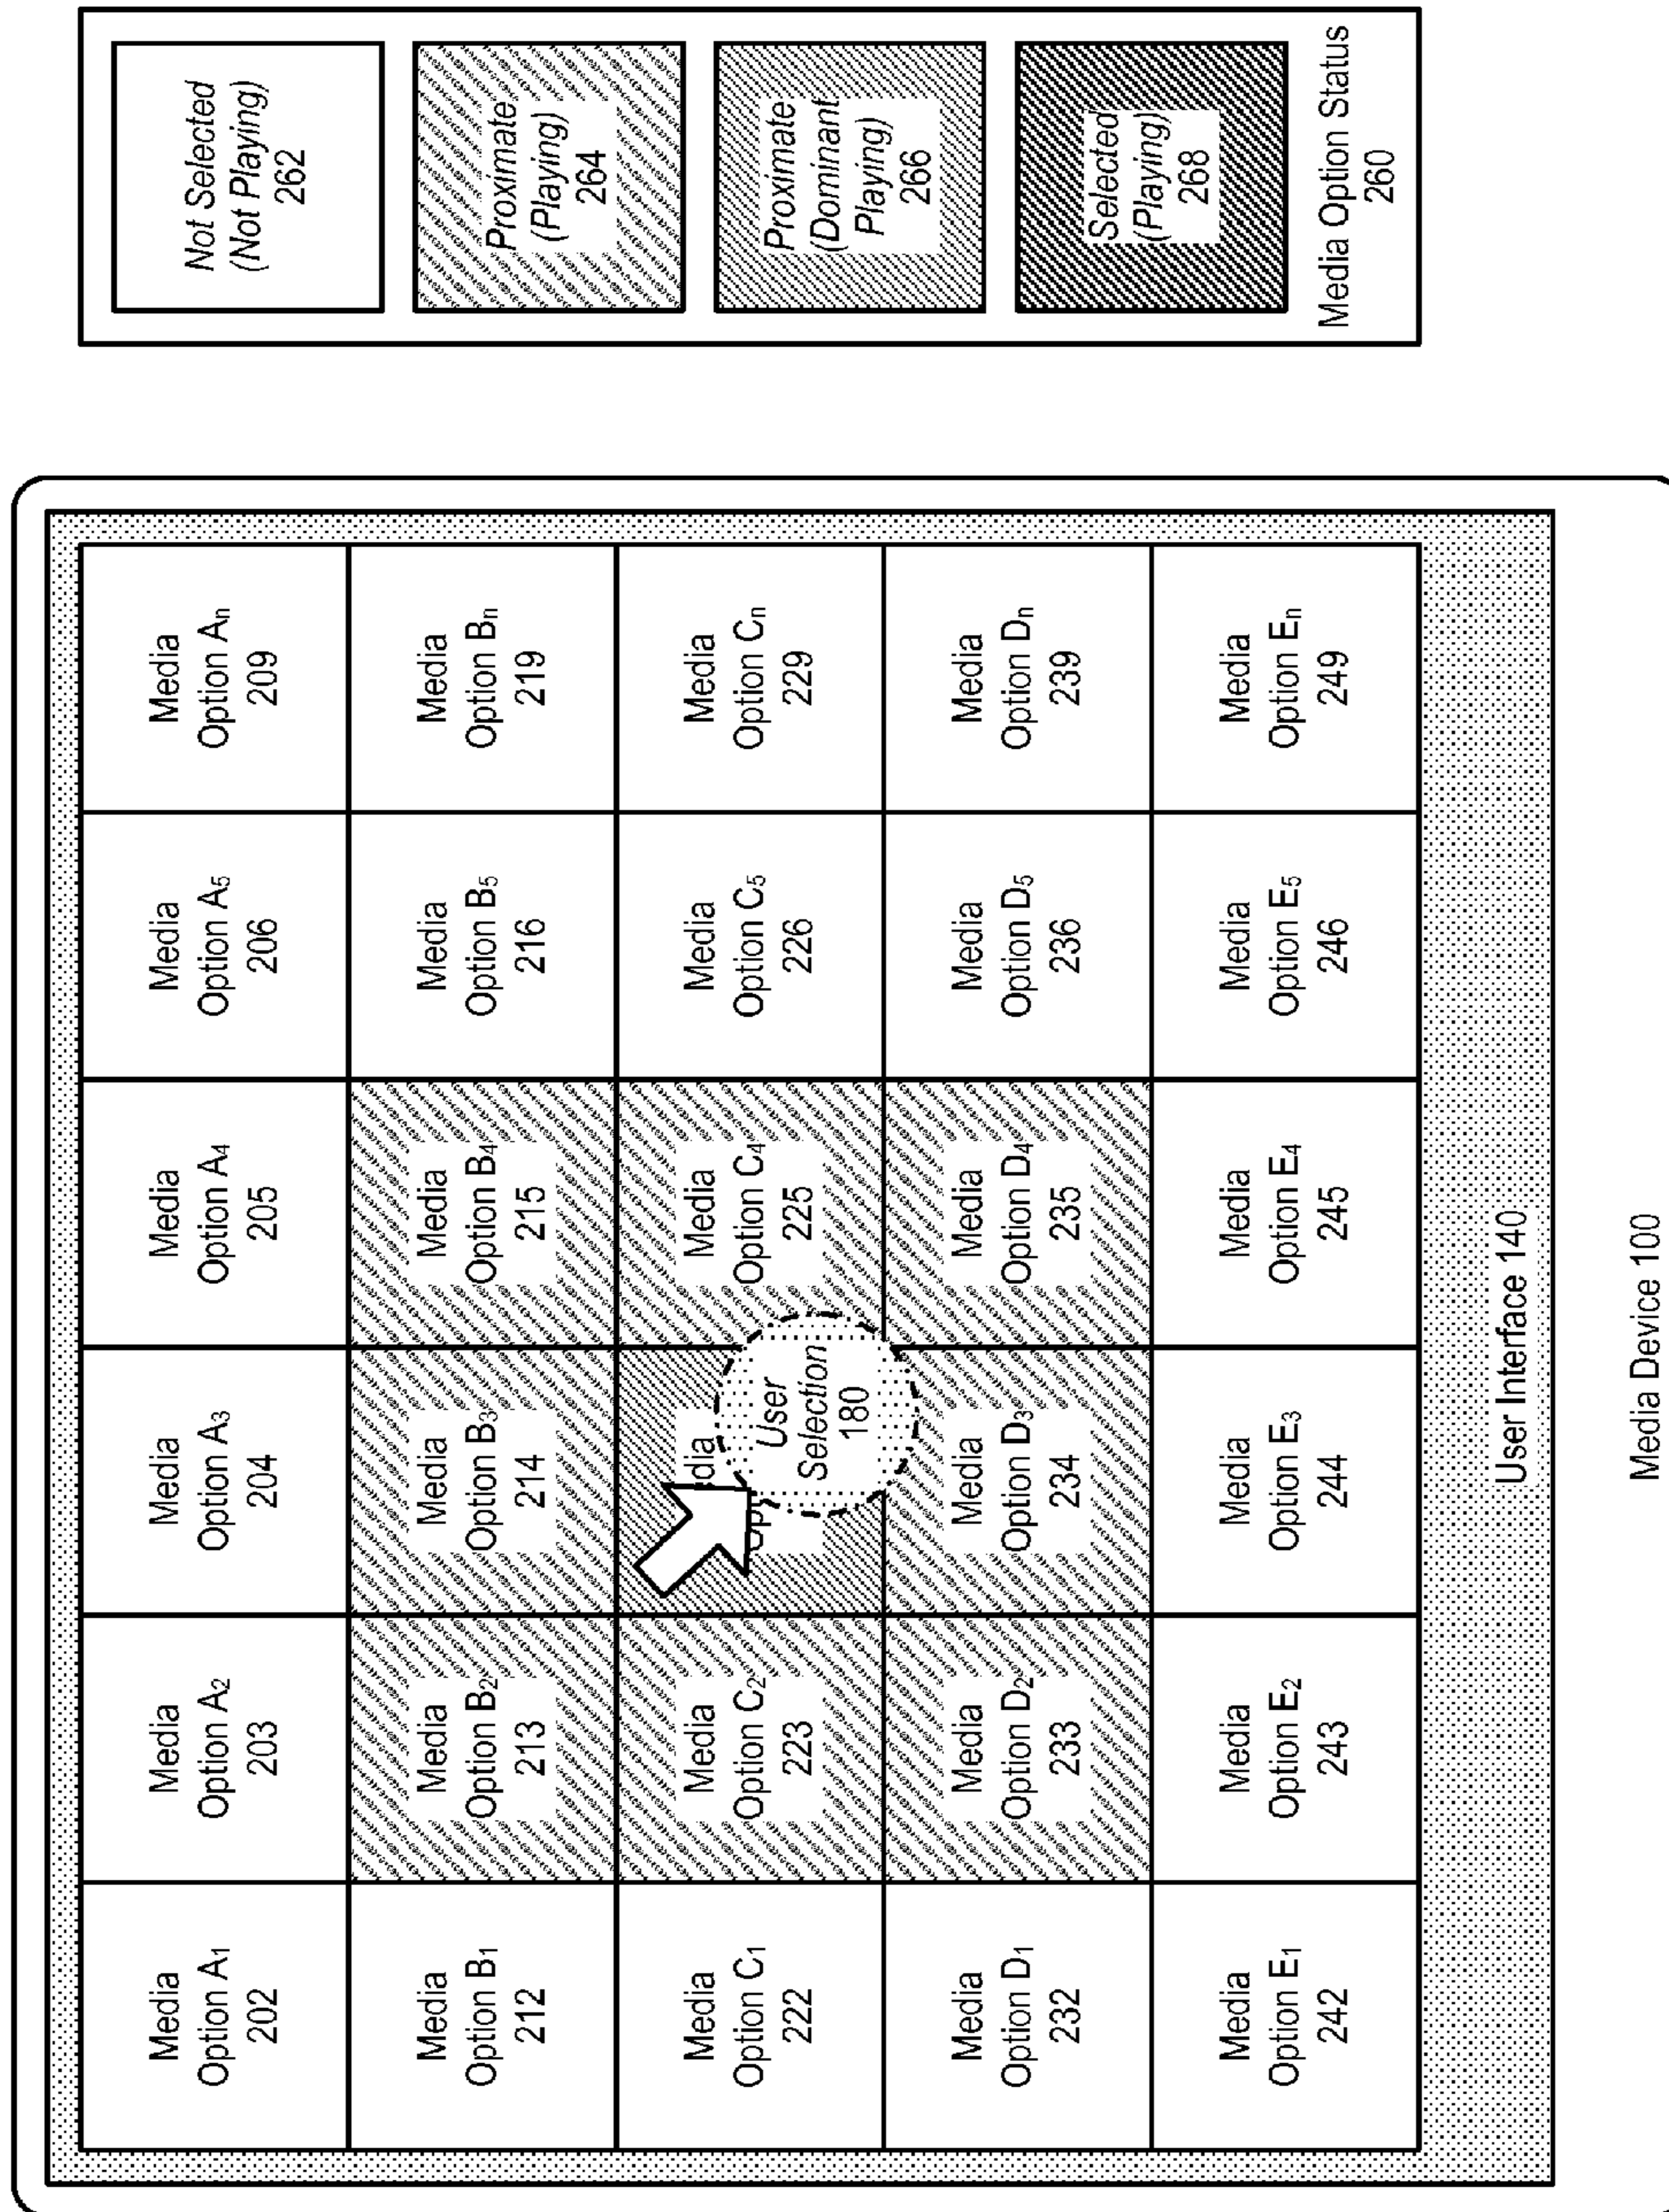 Media
Option A₁
202
Media
Option A₂
203
Media
Option A₃
204
Media
Option A₄
205
Media
Option A₅
206
Media
Option Aₙ
209
Media
Option B₁
212
Media
Option B₂
213
Media
Option B₃
214
Media
Option B₄
215
Media
Option B₅
216
Media
Option Bₙ
219
Media
Option C₁
222
Media
Option C₂
223
User
Selection
180
Media
Option C₄
225
Media
Option C₅
226
Media
Option Cₙ
229
Media
Option D₁
232
Media
Option D₂
233
Media
Option D₃
234
Media
Option D₄
235
Media
Option D₅
236
Media
Option Dₙ
239
Media
Option E₁
242
Media
Option E₂
243
Media
Option E₃
244
Media
Option E₄
245
Media
Option E₅
246
Media
Option Eₙ
249
User Interface 140
Media Device 100
Not Selected
(Not Playing)
262
Proximate
(Playing)
264
Proximate
(Dominant
Playing)
266
Selected
(Playing)
268
Media Option Status
260